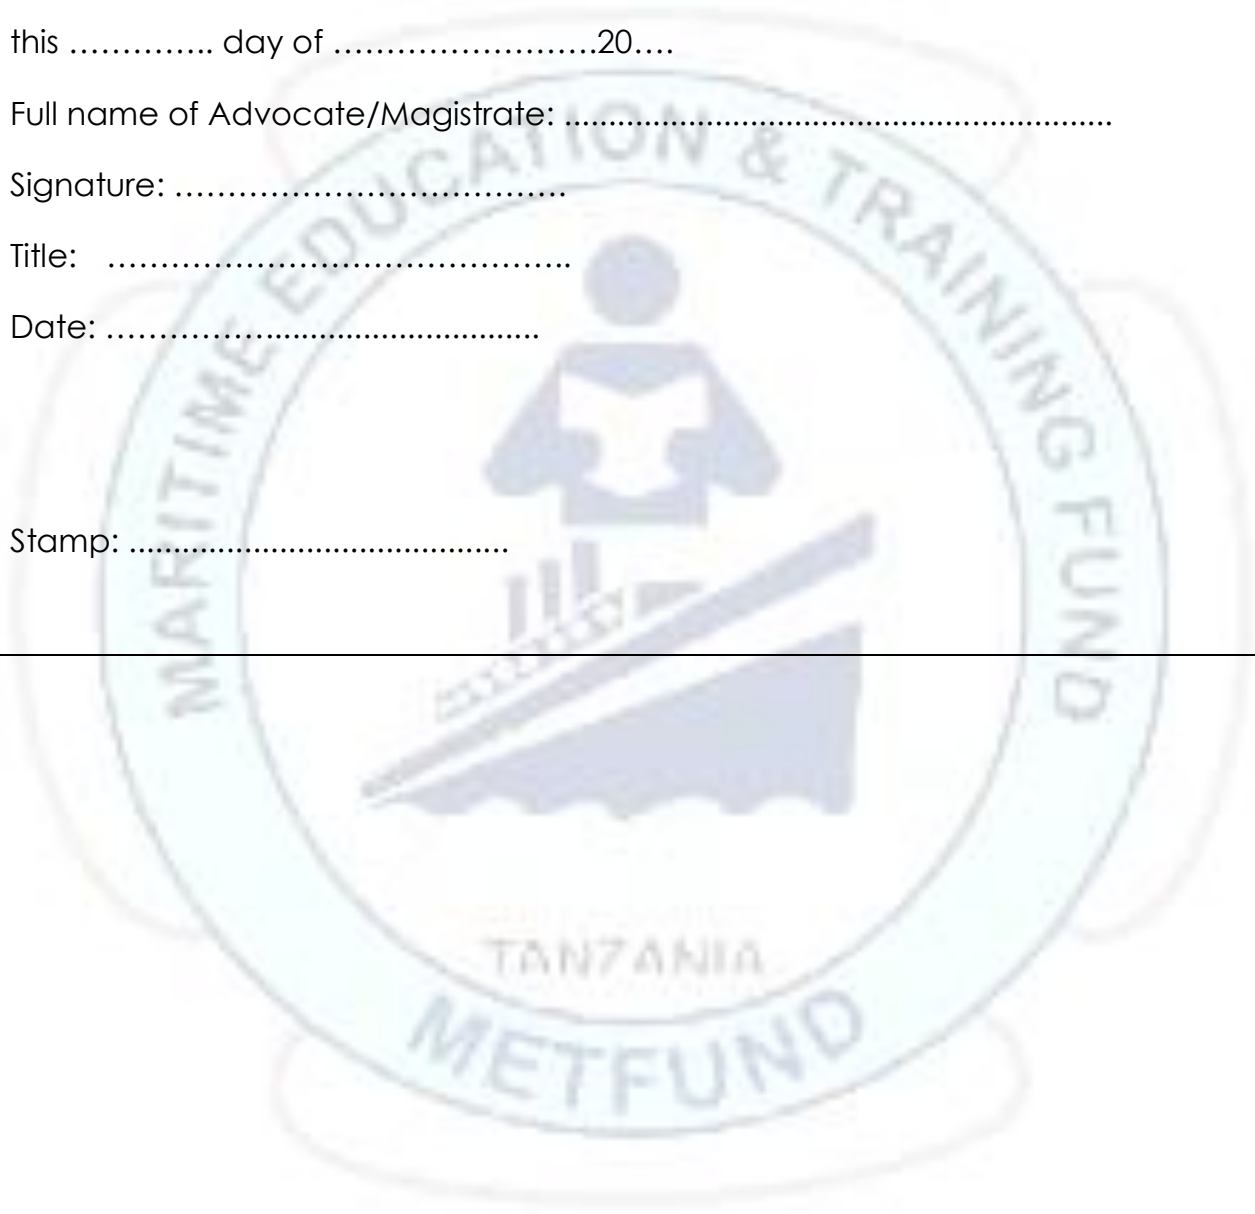 this ………….. day of …………………….20….
Full name of Advocate/Magistrate: ............................................................
Signature: ……………………………….
Title: ……………………………………..
Date: ……………..............................
Stamp: .........................................
MARITIME EDUCATION & TRAINING FUND
TANZANIA
METFUND